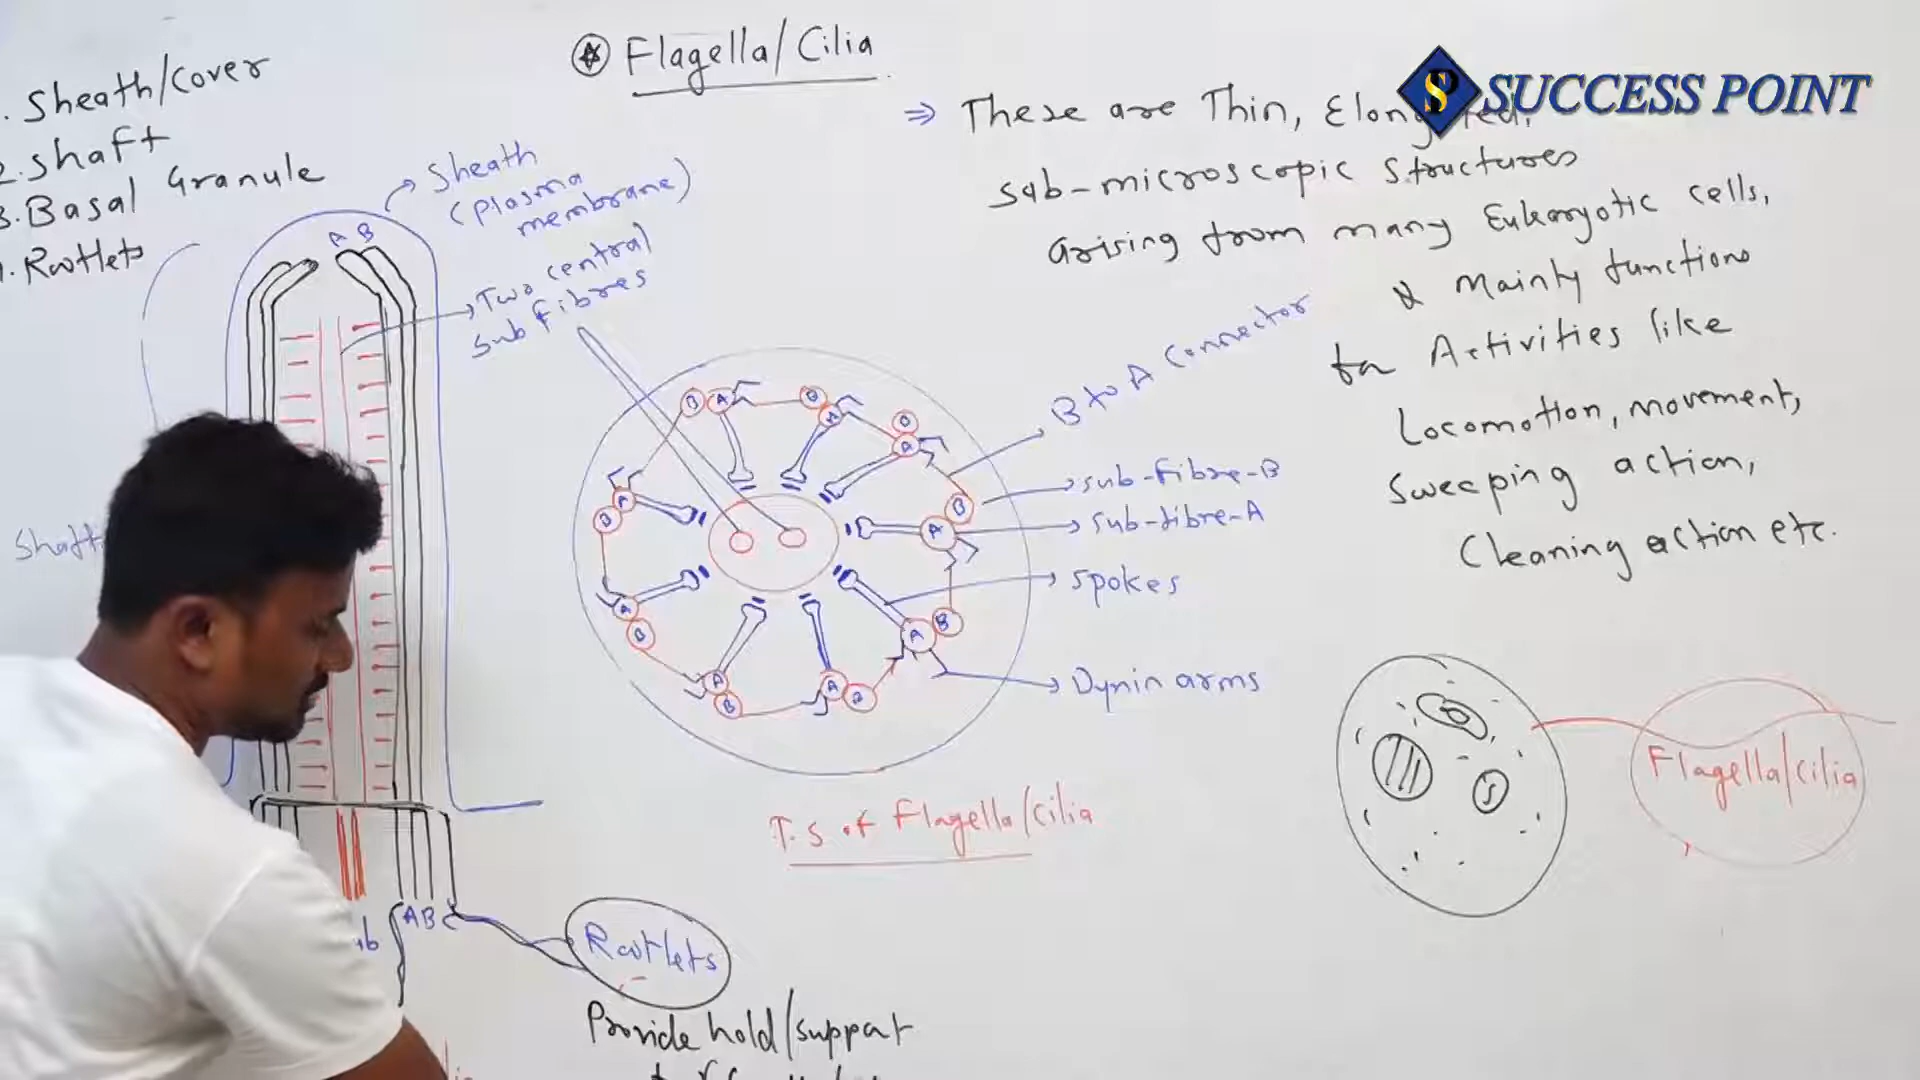 Flagella/Cilia
SUCCESS POINT
. Sheath/Cover
2. Shaft
3. Basal Granule
. Rootlets
Sheath
(plasma
membrane)
A B
Two central
sub fibres
Shaft
⇒ These are Thin,
sub-microscopic structures
arising from many Eukaryotic cells,
& Mainly functions
for Activities like
Locomotion, movement,
Sweeping action,
Cleaning action etc.
B to A Connector
sub-fibre-B
sub-fibre-A
spokes
Dynin arms
B A
B A
B A
A B
A B
A B
A B
A B
A B
T.S of Flagella/Cilia
Flagella/Cilia
A B C
Rootlets
Provide hold/support